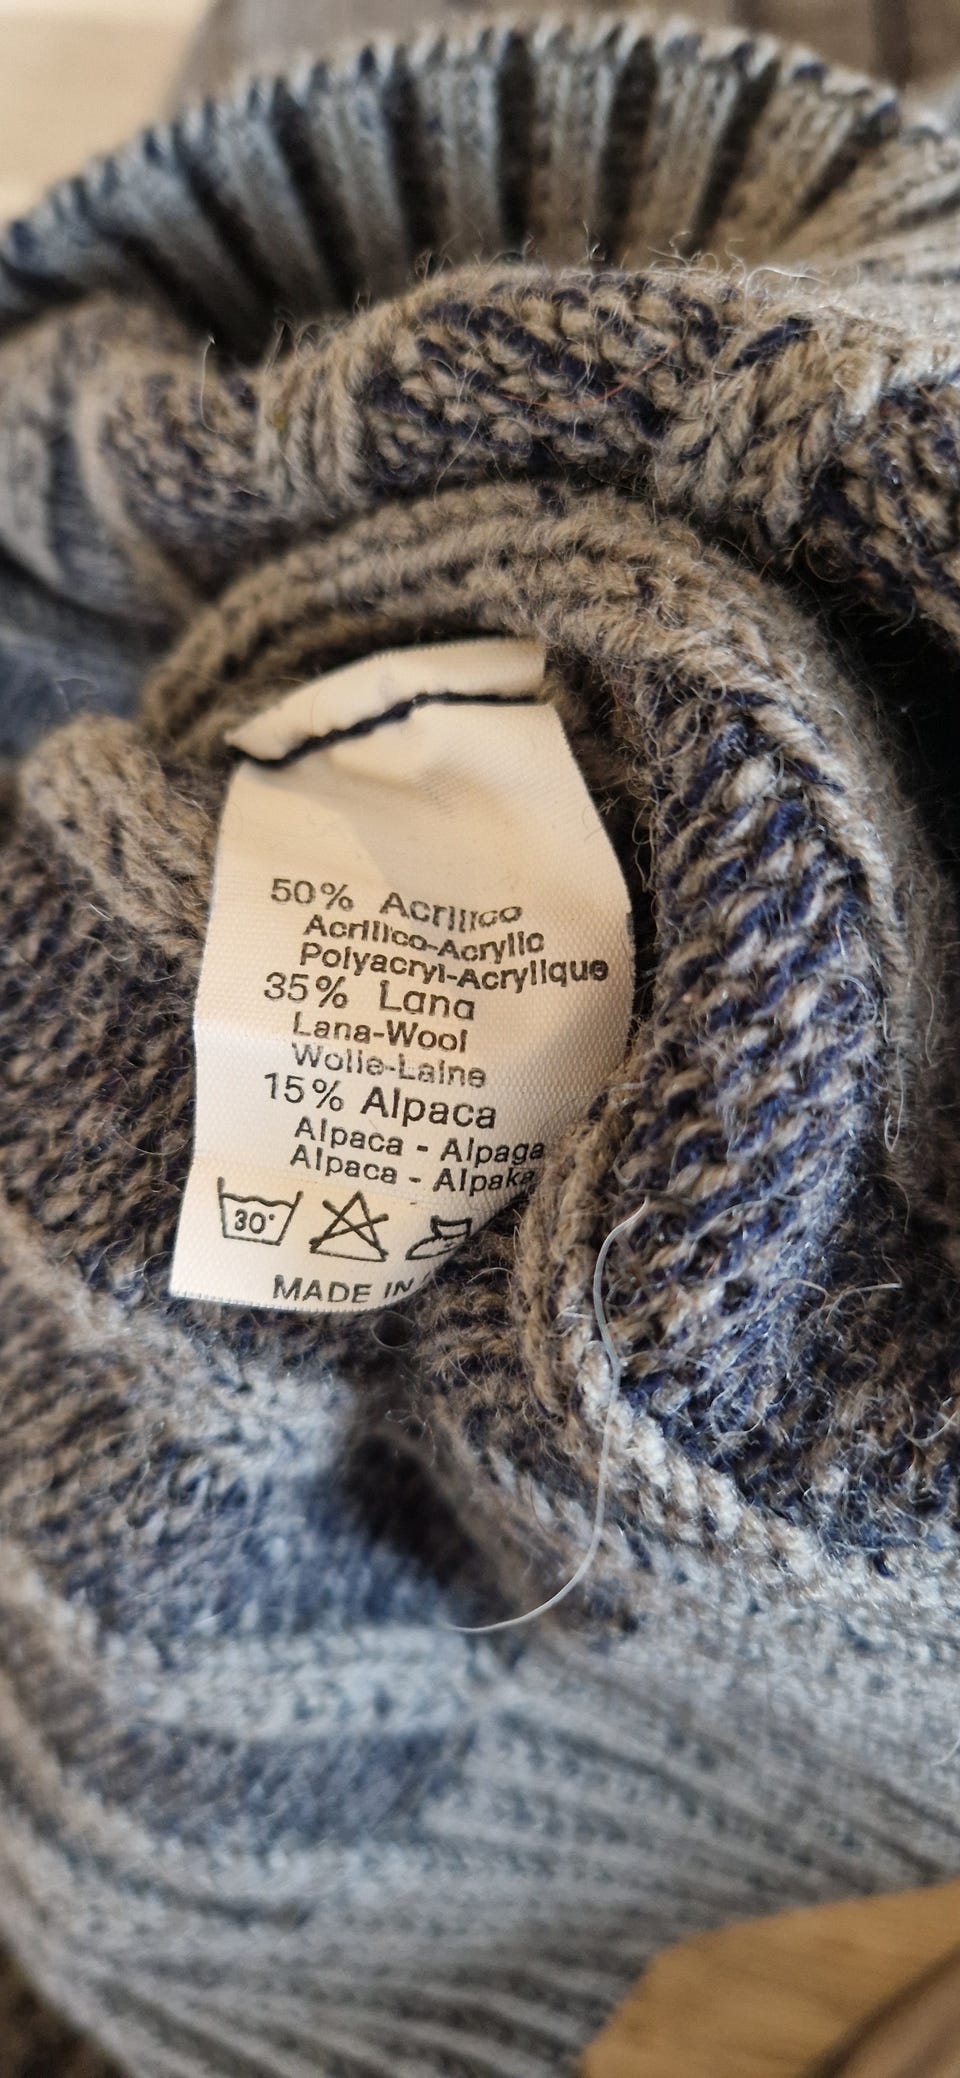 50% Acrilico
Acrilico-Acrylic
Polyacryl-Acrylique
35% Lana
Lana-Wool
Wolle-Laine
15% Alpaca
Alpaca - Alpaga
Alpaca - Alpaka
30°
MADE IN